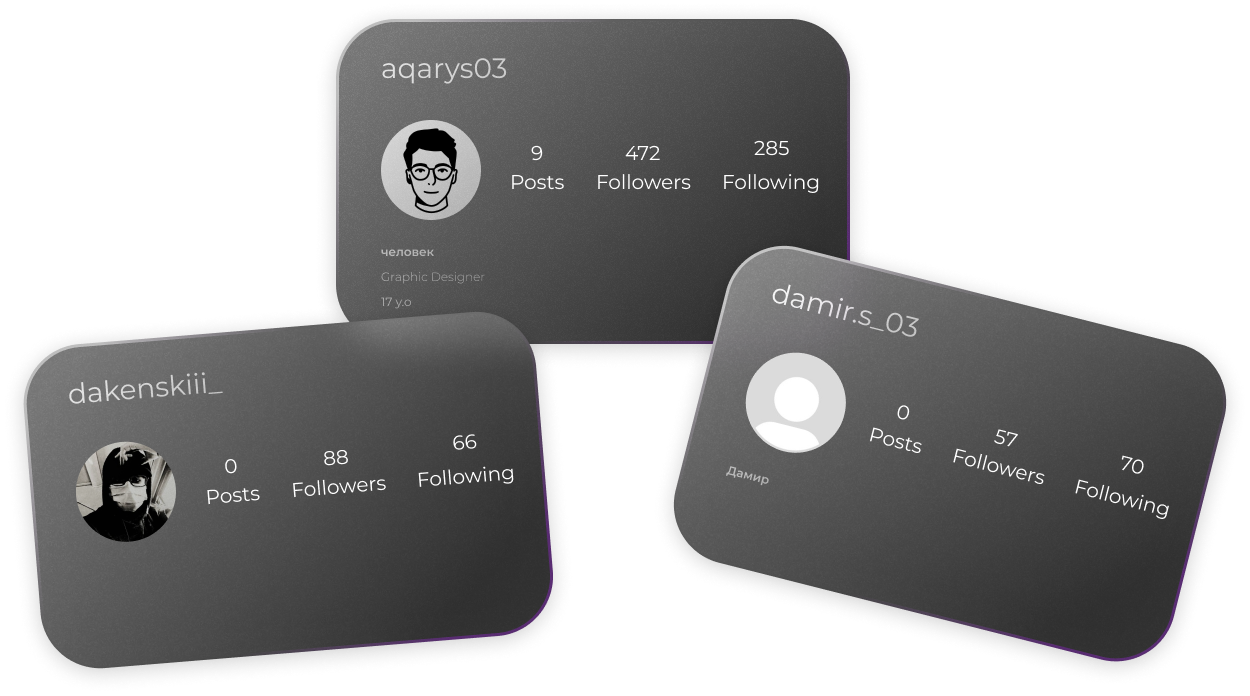 aqarys03
9 472 285
Posts Followers Following
человек
Graphic Designer
17 y.o
dakenskiii_
0 88 66
Posts Followers Following
damir.s_03
0 57 70
Posts Followers Following
Дамир